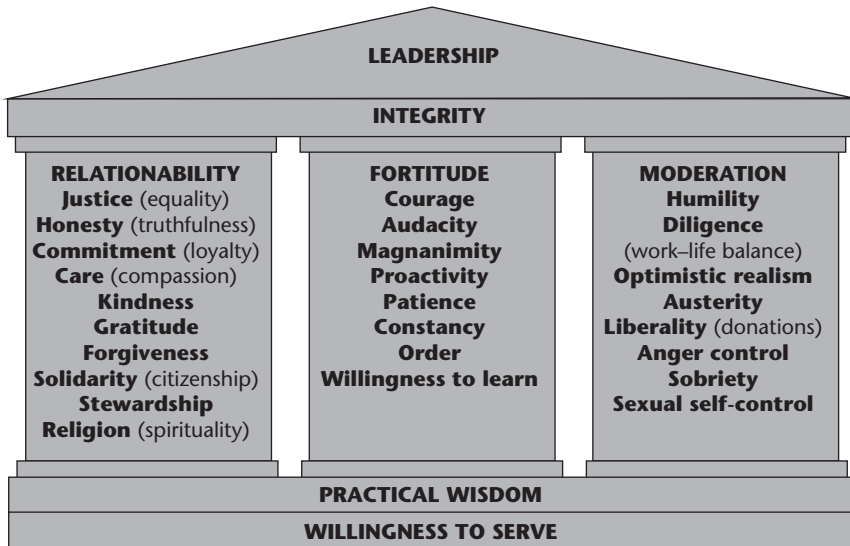 LEADERSHIP
INTEGRITY
RELATIONABILITY
Justice (equality)
Honesty (truthfulness)
Commitment (loyalty)
Care (compassion)
Kindness
Gratitude
Forgiveness
Solidarity (citizenship)
Stewardship
Religion (spirituality)
FORTITUDE
Courage
Audacity
Magnanimity
Proactivity
Patience
Constancy
Order
Willingness to learn
MODERATION
Humility
Diligence
(work–life balance)
Optimistic realism
Austerity
Liberality (donations)
Anger control
Sobriety
Sexual self-control
PRACTICAL WISDOM
WILLINGNESS TO SERVE